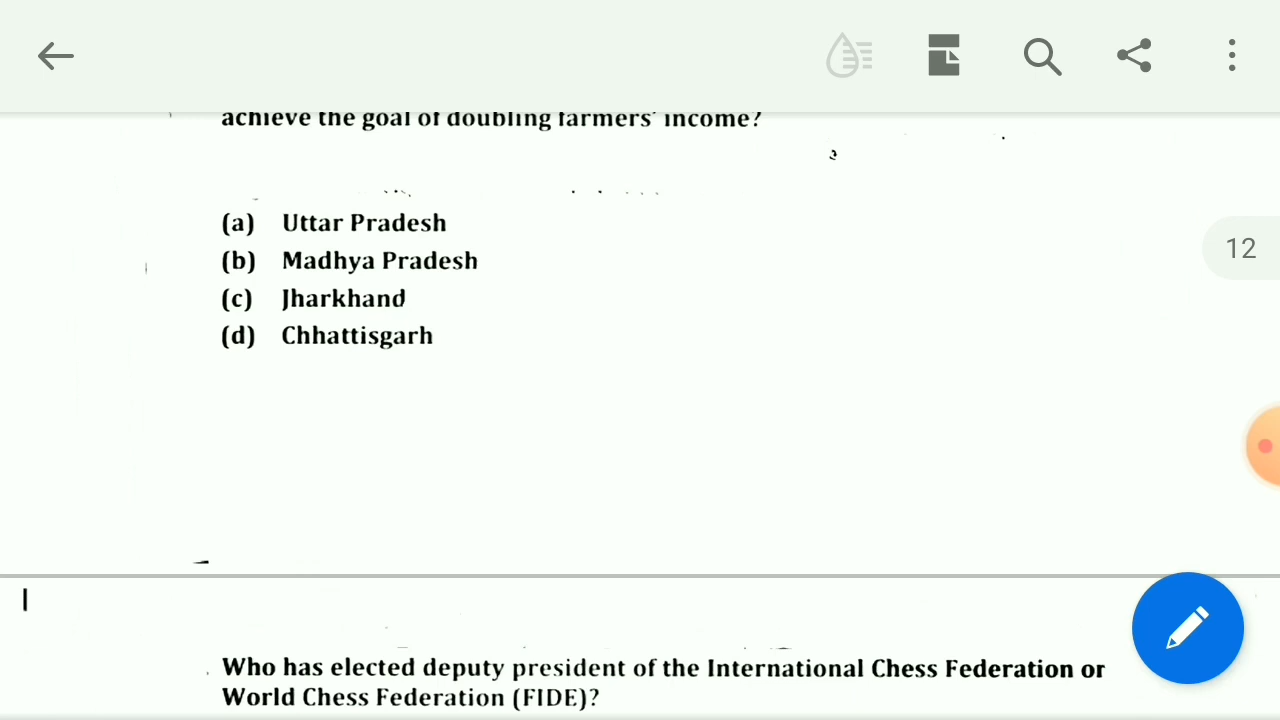 achieve the goal of doubling farmers' income?
(a) Uttar Pradesh
(b) Madhya Pradesh
(c) Jharkhand
(d) Chhattisgarh
12
Who has elected deputy president of the International Chess Federation or
World Chess Federation (FIDE)?